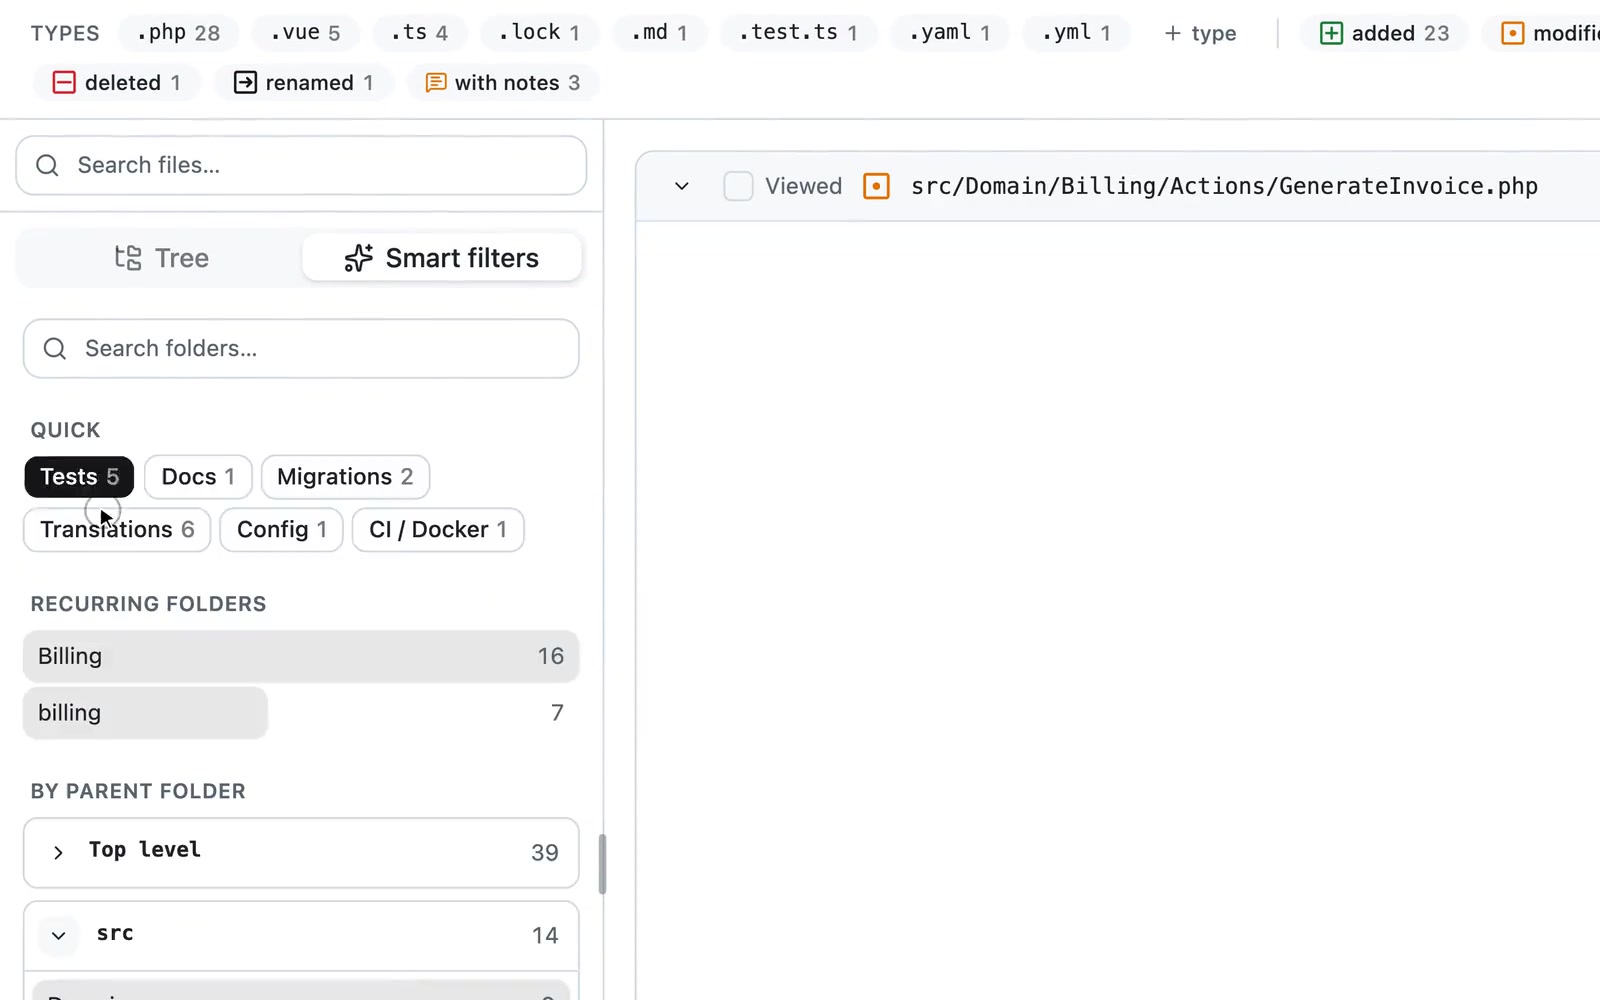 TYPES .php 28 .vue 5 .ts 4 .lock 1 .md 1 .test.ts 1 .yaml 1 .yml 1 + type added 23
deleted 1 renamed 1 with notes 3
Search files...
Viewed src/Domain/Billing/Actions/GenerateInvoice.php
Tree Smart filters
Search folders...
QUICK
Tests 5 Docs 1 Migrations 2
Translations 6 Config 1 CI / Docker 1
RECURRING FOLDERS
Billing 16
billing 7
BY PARENT FOLDER
Top level 39
src 14